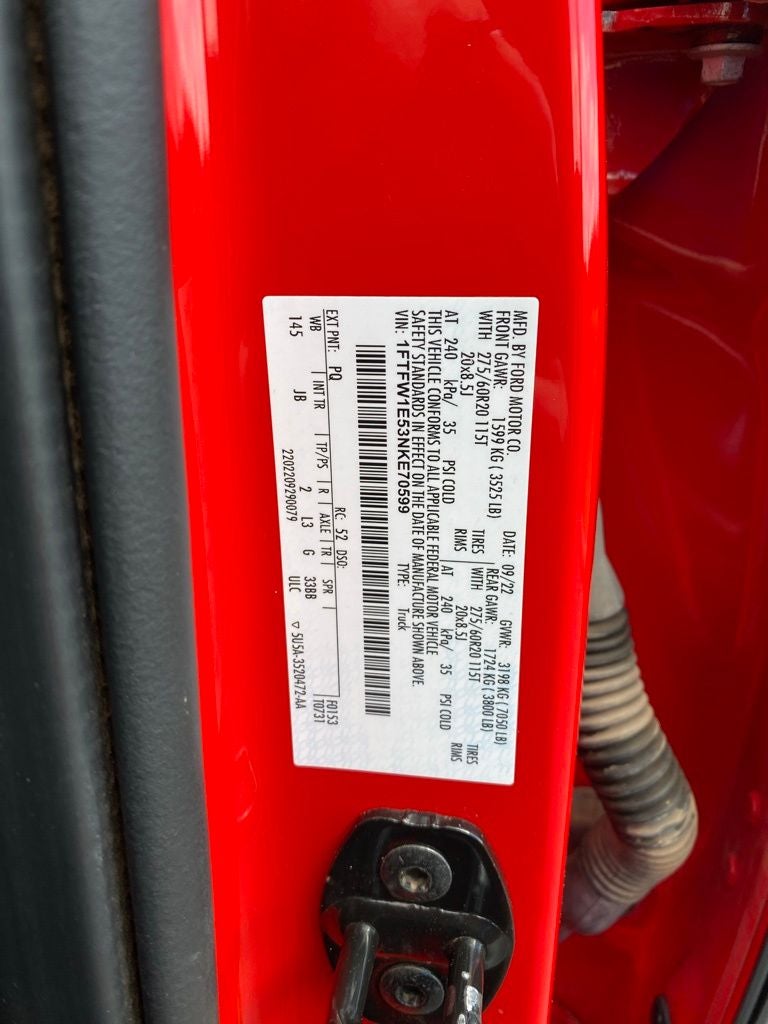 MFD. BY FORD MOTOR CO.
DATE: 09/22 GVWR: 3198 KG ( 7050 LB)
FRONT GAWR: 1599 KG ( 3525 LB) REAR GAWR: 1724 KG ( 3800 LB)
WITH 275/60R20 115T TIRES WITH 275/60R20 115T TIRES
20x8.5J RIMS 20x8.5J RIMS
AT 240 kPa/ 35 PSI COLD AT 240 kPa/ 35 PSI COLD
THIS VEHICLE CONFORMS TO ALL APPLICABLE FEDERAL MOTOR VEHICLE
SAFETY STANDARDS IN EFFECT ON THE DATE OF MANUFACTURE SHOWN ABOVE.
VIN: 1FTFW1E53NKE70599 TYPE: Truck
EXT PNT: PQ RC: 52 DSO: F0153
WB | INT TR | TP/PS | R | AXLE | TR | SPR T0731
145 JB 2 L3 G 33BB
2202209290079 ULC ▽ 5U5A-3520472-AA